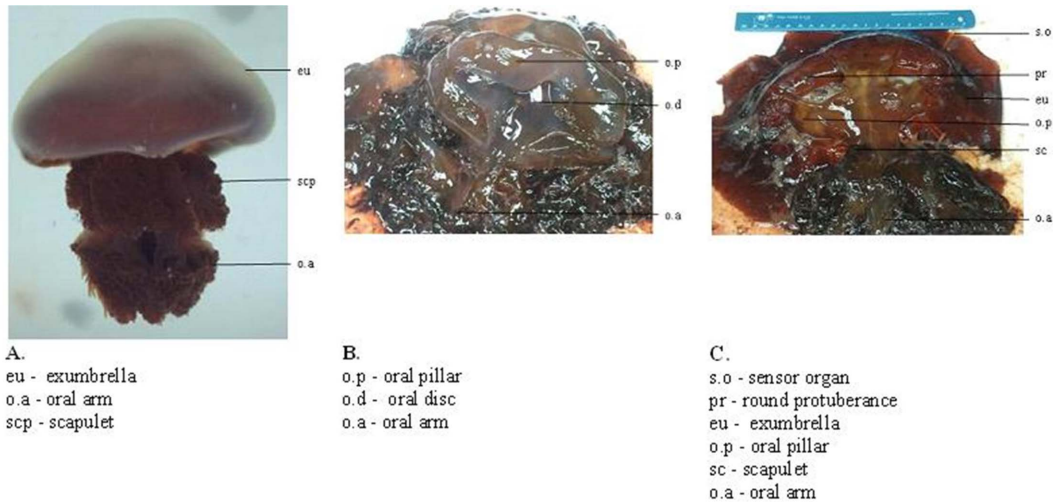 eu
scp
o.a
A.
eu - exumbrella
o.a - oral arm
scp - scapulet
o.p
o.d
o.a
B.
o.p - oral pillar
o.d - oral disc
o.a - oral arm
s.o
pr
eu
o.p
sc
o.a
C.
s.o - sensor organ
pr - round protuberance
eu - exumbrella
o.p - oral pillar
sc - scapulet
o.a - oral arm